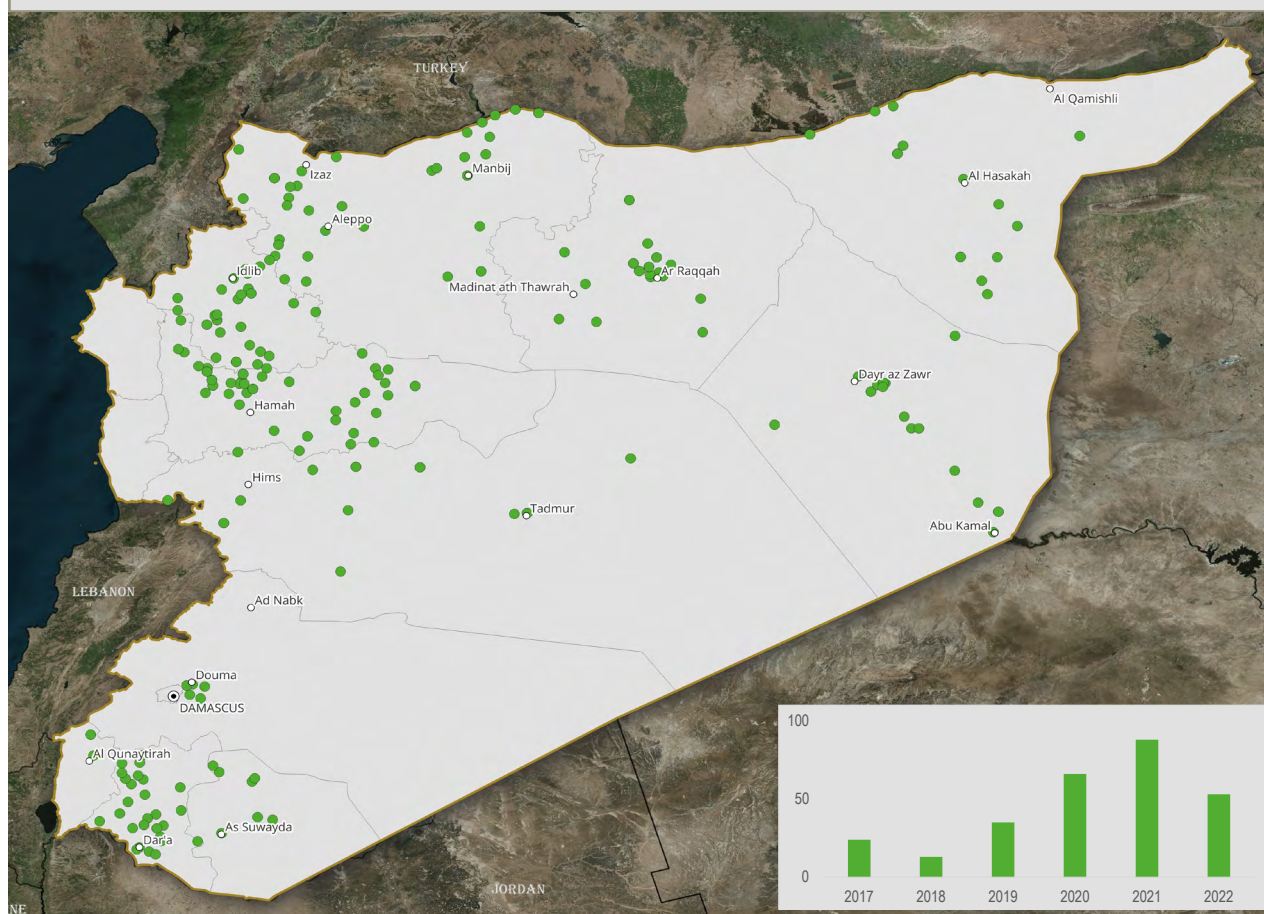 TURKEY
Al Qamishli
Izaz
Manbij
Al Hasakah
Aleppo
Idlib
Ar Raqqah
Madinat ath Thawrah
Dayr az Zawr
Hamah
Hims
Tadmur
Abu Kamal
LEBANON
Ad Nabk
Douma
DAMASCUS
Al Qunaytirah
As Suwayda
Darla
JORDAN
NE
100
50
0
2017 2018 2019 2020 2021 2022